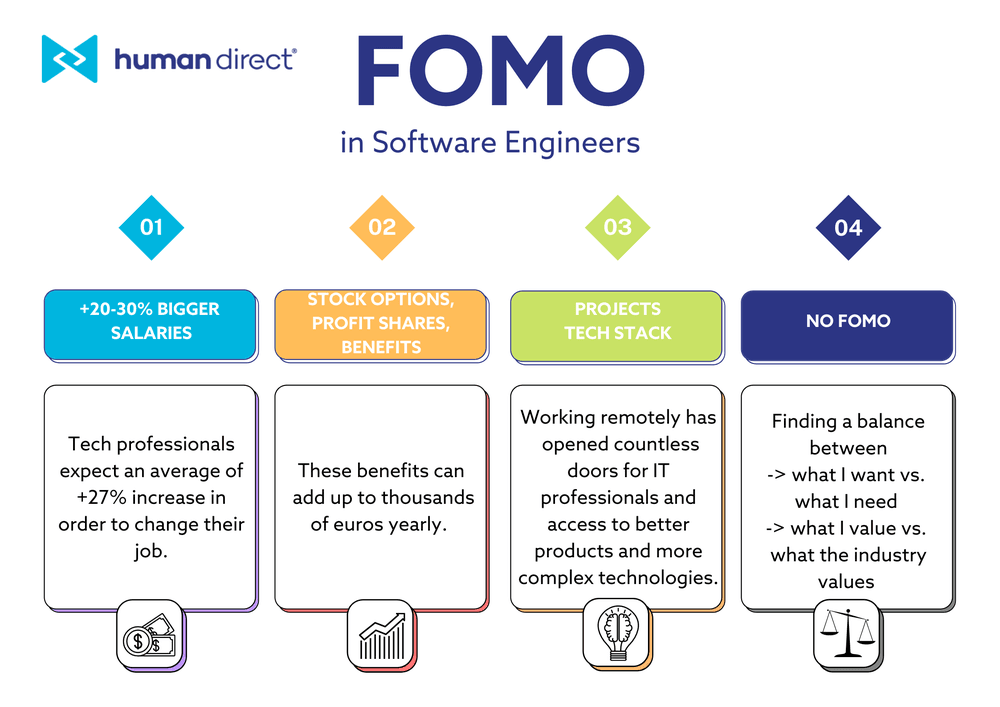 human direct®
FOMO
in Software Engineers
01
+20-30% BIGGER
SALARIES
Tech professionals
expect an average of
+27% increase in
order to change their
job.
$
$
02
STOCK OPTIONS,
PROFIT SHARES,
BENEFITS
These benefits can
add up to thousands
of euros yearly.
03
PROJECTS
TECH STACK
Working remotely has
opened countless
doors for IT
professionals and
access to better
products and more
complex technologies.
04
NO FOMO
Finding a balance
between
-> what I want vs.
what I need
-> what I value vs.
what the industry
values